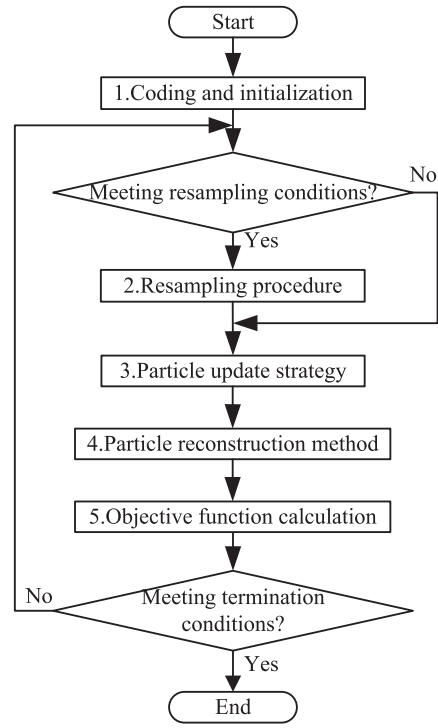 Start
1.Coding and initialization
Meeting resampling conditions?
No
Yes
2.Resampling procedure
3.Particle update strategy
4.Particle reconstruction method
5.Objective function calculation
Meeting termination
conditions?
No
Yes
End